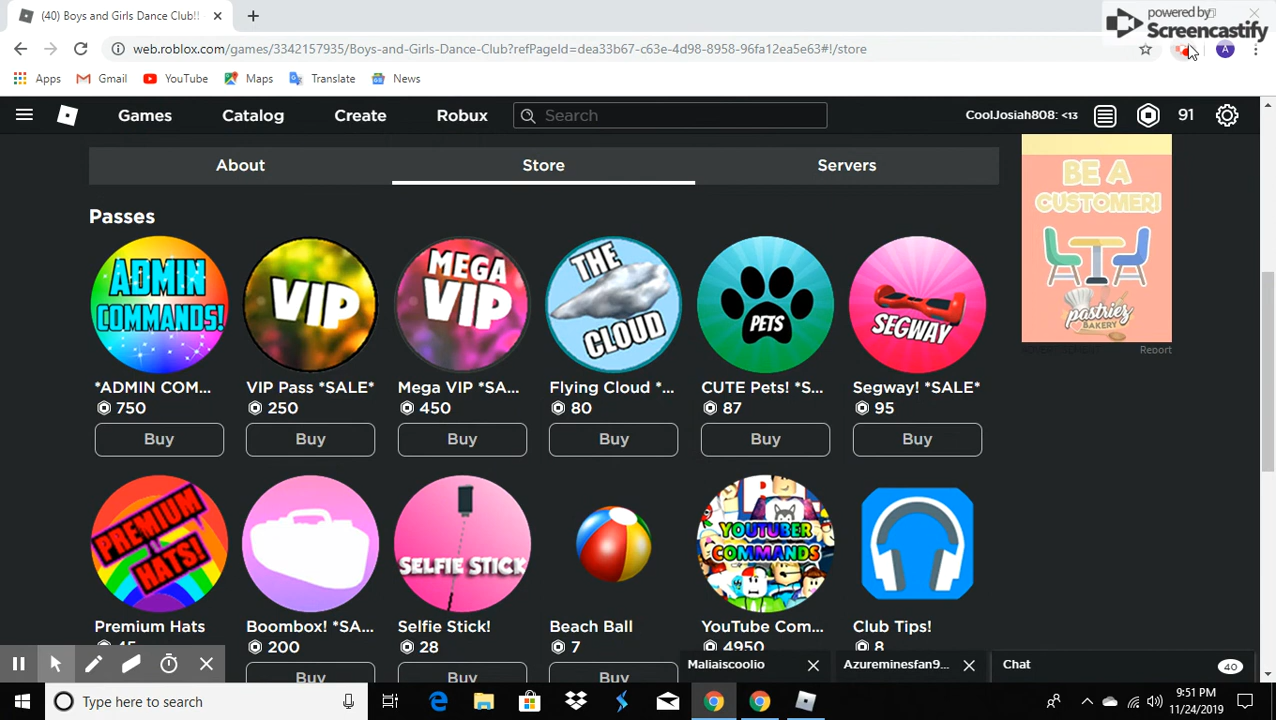 powered by
Screencastify
(40) Boys and Girls Dance Club!!
web.roblox.com/games/3342157935/Boys-and-Girls-Dance-Club?rePageId=dea33b67-c63e-4d98-8958-96fa12ea5e63#!/store
A
Apps
Gmail
YouTube
Maps
Translate
News
Games
Catalog
Create
Robux
Search
CoolJosiah808: <13
91
About
Store
Servers
BE A
CUSTOMER!
pastriez
BAKERY
Report
Passes
ADMIN
COMMANDS!
VIP
MEGA
VIP
THE
CLOUD
PETS
SEGWAY
*ADMIN COM...
VIP Pass *SALE*
Mega VIP *SA...
Flying Cloud *...
CUTE Pets! *S...
Segway! *SALE*
750
250
450
80
87
95
Buy
Buy
Buy
Buy
Buy
Buy
PREMIUM
HATS!
SELFIE STICK
YOUTUBER
COMMANDS
Premium Hats
Boombox! *SA...
Selfie Stick!
Beach Ball
YouTube Com...
Club Tips!
45
200
28
7
4950
8
Buy
Buy
Buy
Maliaiscoolio
Azureminesfan9...
Chat
40
Type here to search
9:51 PM
11/24/2019